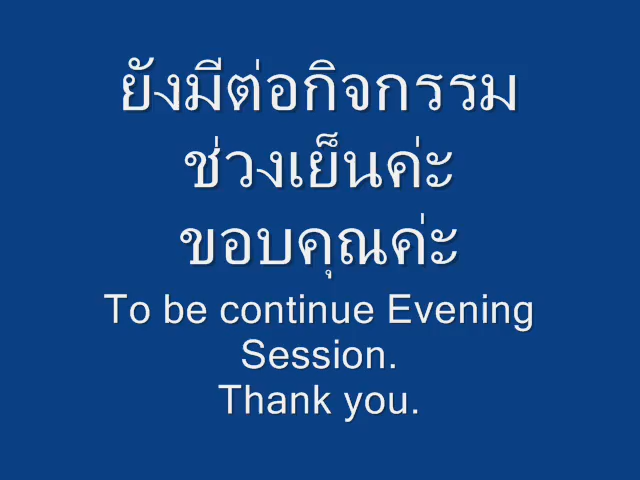 ยังมีต่อกิจกรรม
ช่วงเย็นค่ะ
ขอบคุณค่ะ
To be continue Evening
Session.
Thank you.